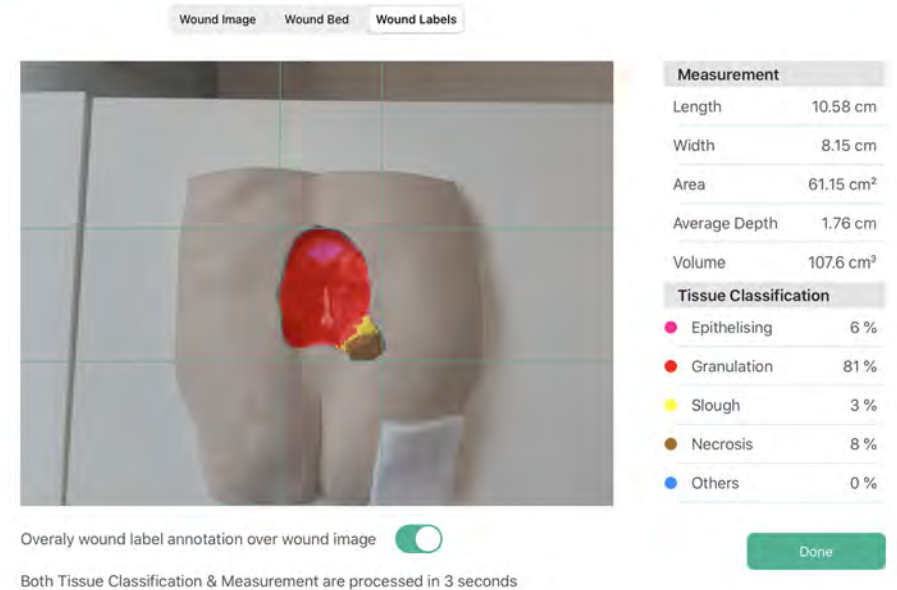 Wound Image Wound Bed Wound Labels
Measurement
Length 10.58 cm
Width 8.15 cm
Area 61.15 cm²
Average Depth 1.76 cm
Volume 107.6 cm³
Tissue Classification
Epithelising 6 %
Granulation 81 %
Slough 3 %
Necrosis 8 %
Others 0 %
Overaly wound label annotation over wound image
Done
Both Tissue Classification & Measurement are processed in 3 seconds